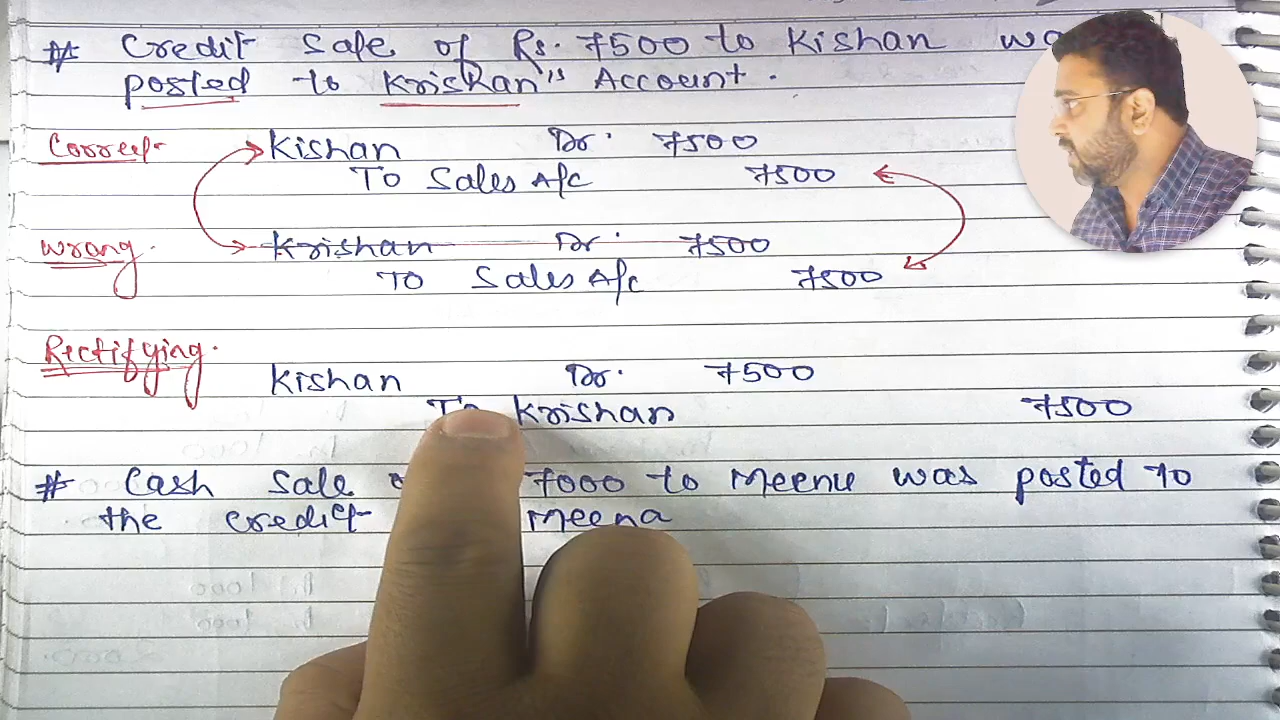 # Credit Sale of Rs. 7500 to Kishan wa
posted to Krishan's Account.
Correct Kishan Dr. 7500
To Sales A/c 7500
Wrong. Krishan Dr. 7500
To Sales A/c 7500
Rectifying.
Kishan Dr. 7500
To Krishan 7500
# Cash Sale 7000 to Meenu was posted to
the credit Meena